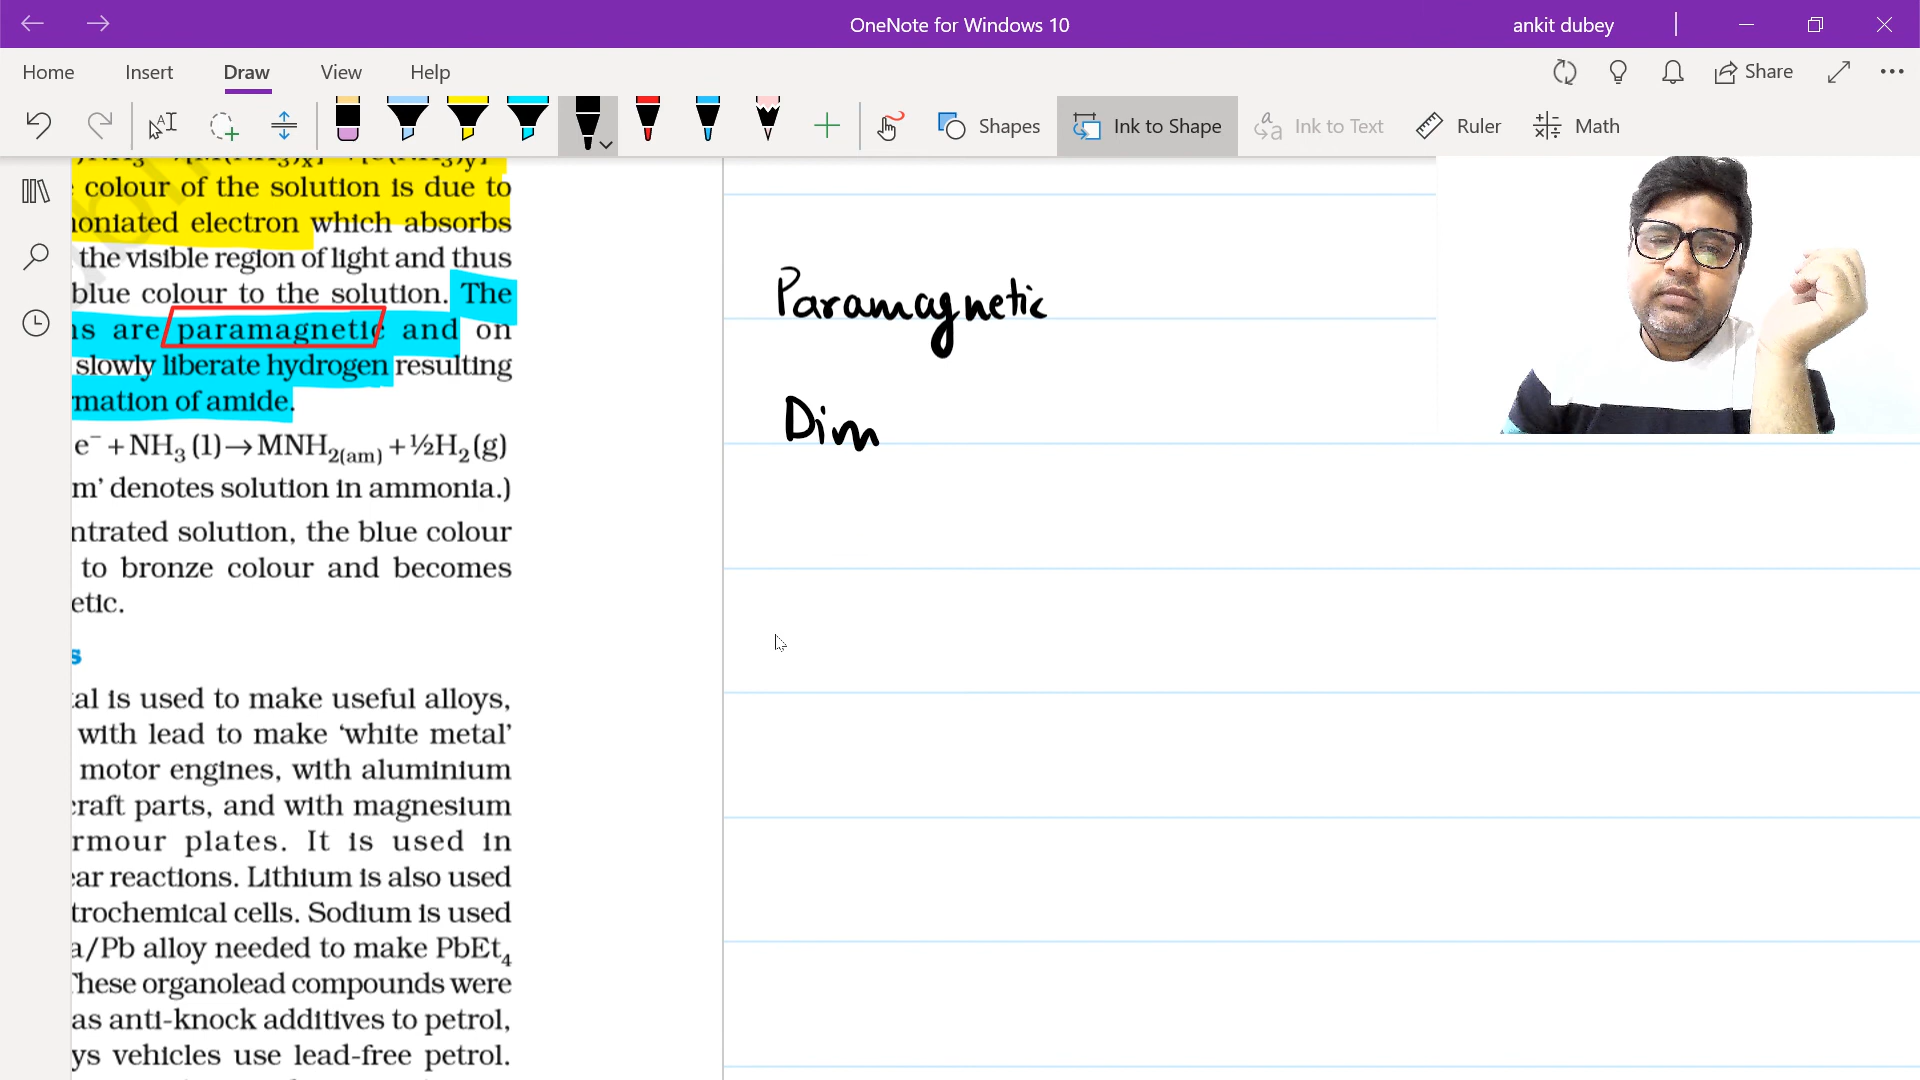 OneNote for Windows 10
ankit dubey
Home Insert Draw View Help
Share
Shapes Ink to Shape Ink to Text Ruler Math
colour of the solution is due to
oniated electron which absorbs
the visible region of light and thus
blue colour to the solution. The
ns are paramagnetic and on
slowly liberate hydrogen resulting
rmation of amide.
e⁻ + NH₃ (l) → MNH₂(am) + ½H₂ (g)
m’ denotes solution in ammonia.)
ntrated solution, the blue colour
to bronze colour and becomes
etic.
s
tal is used to make useful alloys,
with lead to make ‘white metal’
motor engines, with aluminium
craft parts, and with magnesium
rmour plates. It is used in
ear reactions. Lithium is also used
trochemical cells. Sodium is used
a/Pb alloy needed to make PbEt₄
These organolead compounds were
as anti-knock additives to petrol,
ys vehicles use lead-free petrol.
Paramagnetic
Dim